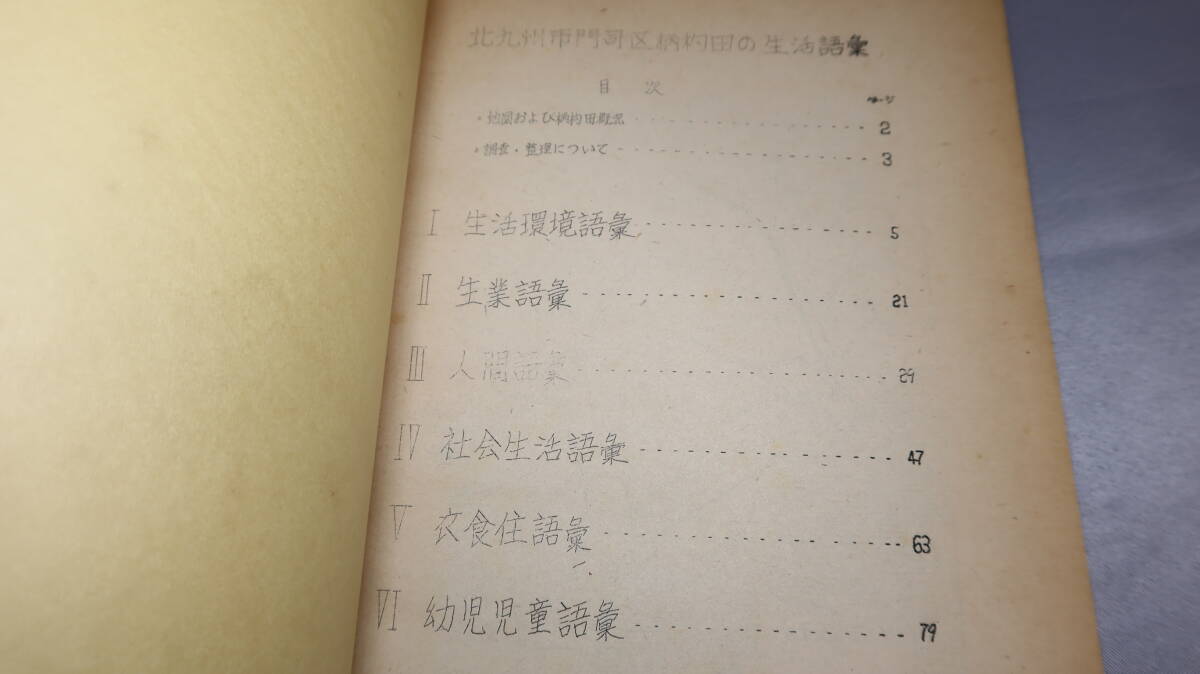 北九州市門司区柄杓田の生活語彙
目次
ページ
・地図および柄杓田概況 2
・調査・整理について 3
Ⅰ 生活環境語彙 5
Ⅱ 生業語彙 21
Ⅲ 人間語彙 29
Ⅳ 社会生活語彙 47
Ⅴ 衣食住語彙 63
Ⅵ 幼児児童語彙 79